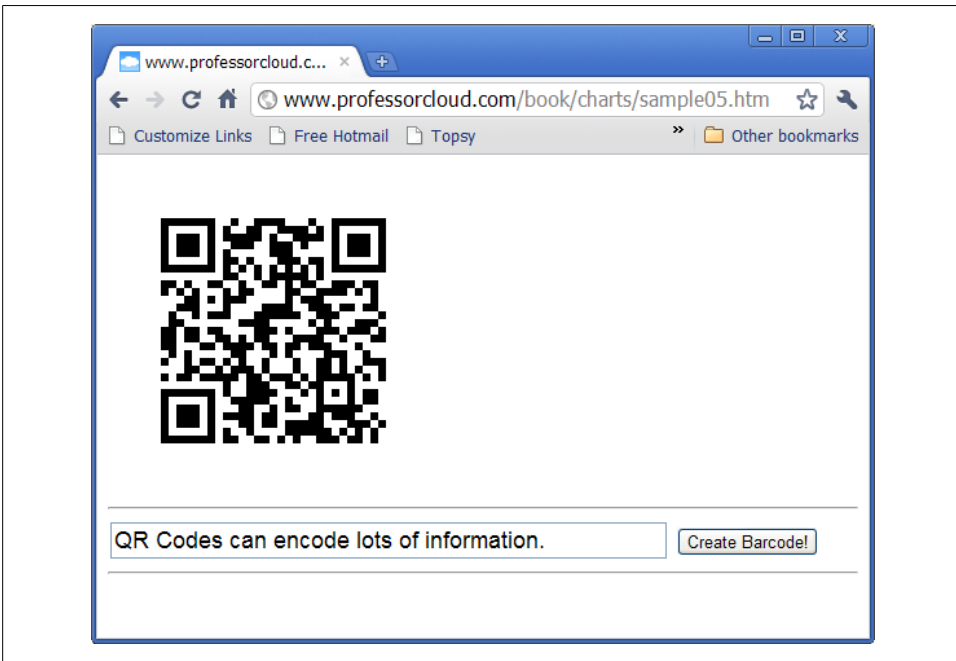 www.professorcloud.c...
www.professorcloud.com/book/charts/sample05.htm
Customize Links Free Hotmail Topsy » Other bookmarks
QR Codes can encode lots of information. Create Barcode!